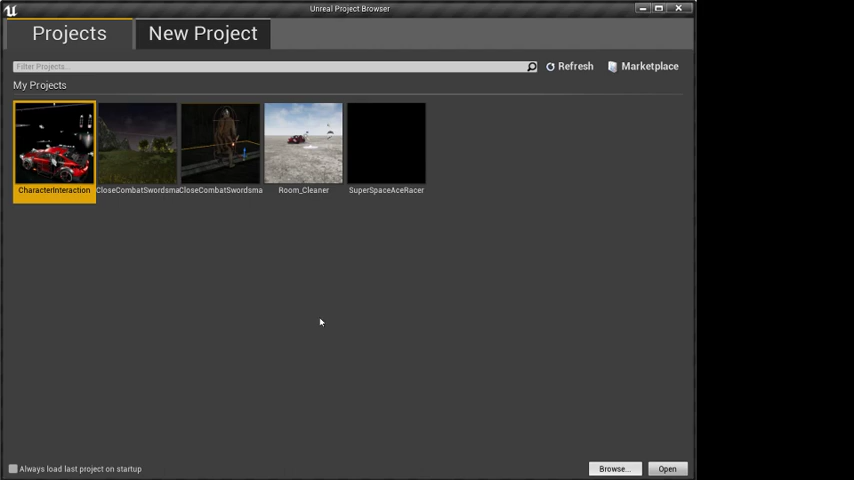 Unreal Project Browser
Projects
New Project
Filter Projects...
Refresh
Marketplace
My Projects
CharacterInteraction
CloseCombatSwordsma
CloseCombatSwordsma
Room_Cleaner
SuperSpaceAceRacer
Always load last project on startup
Browse...
Open